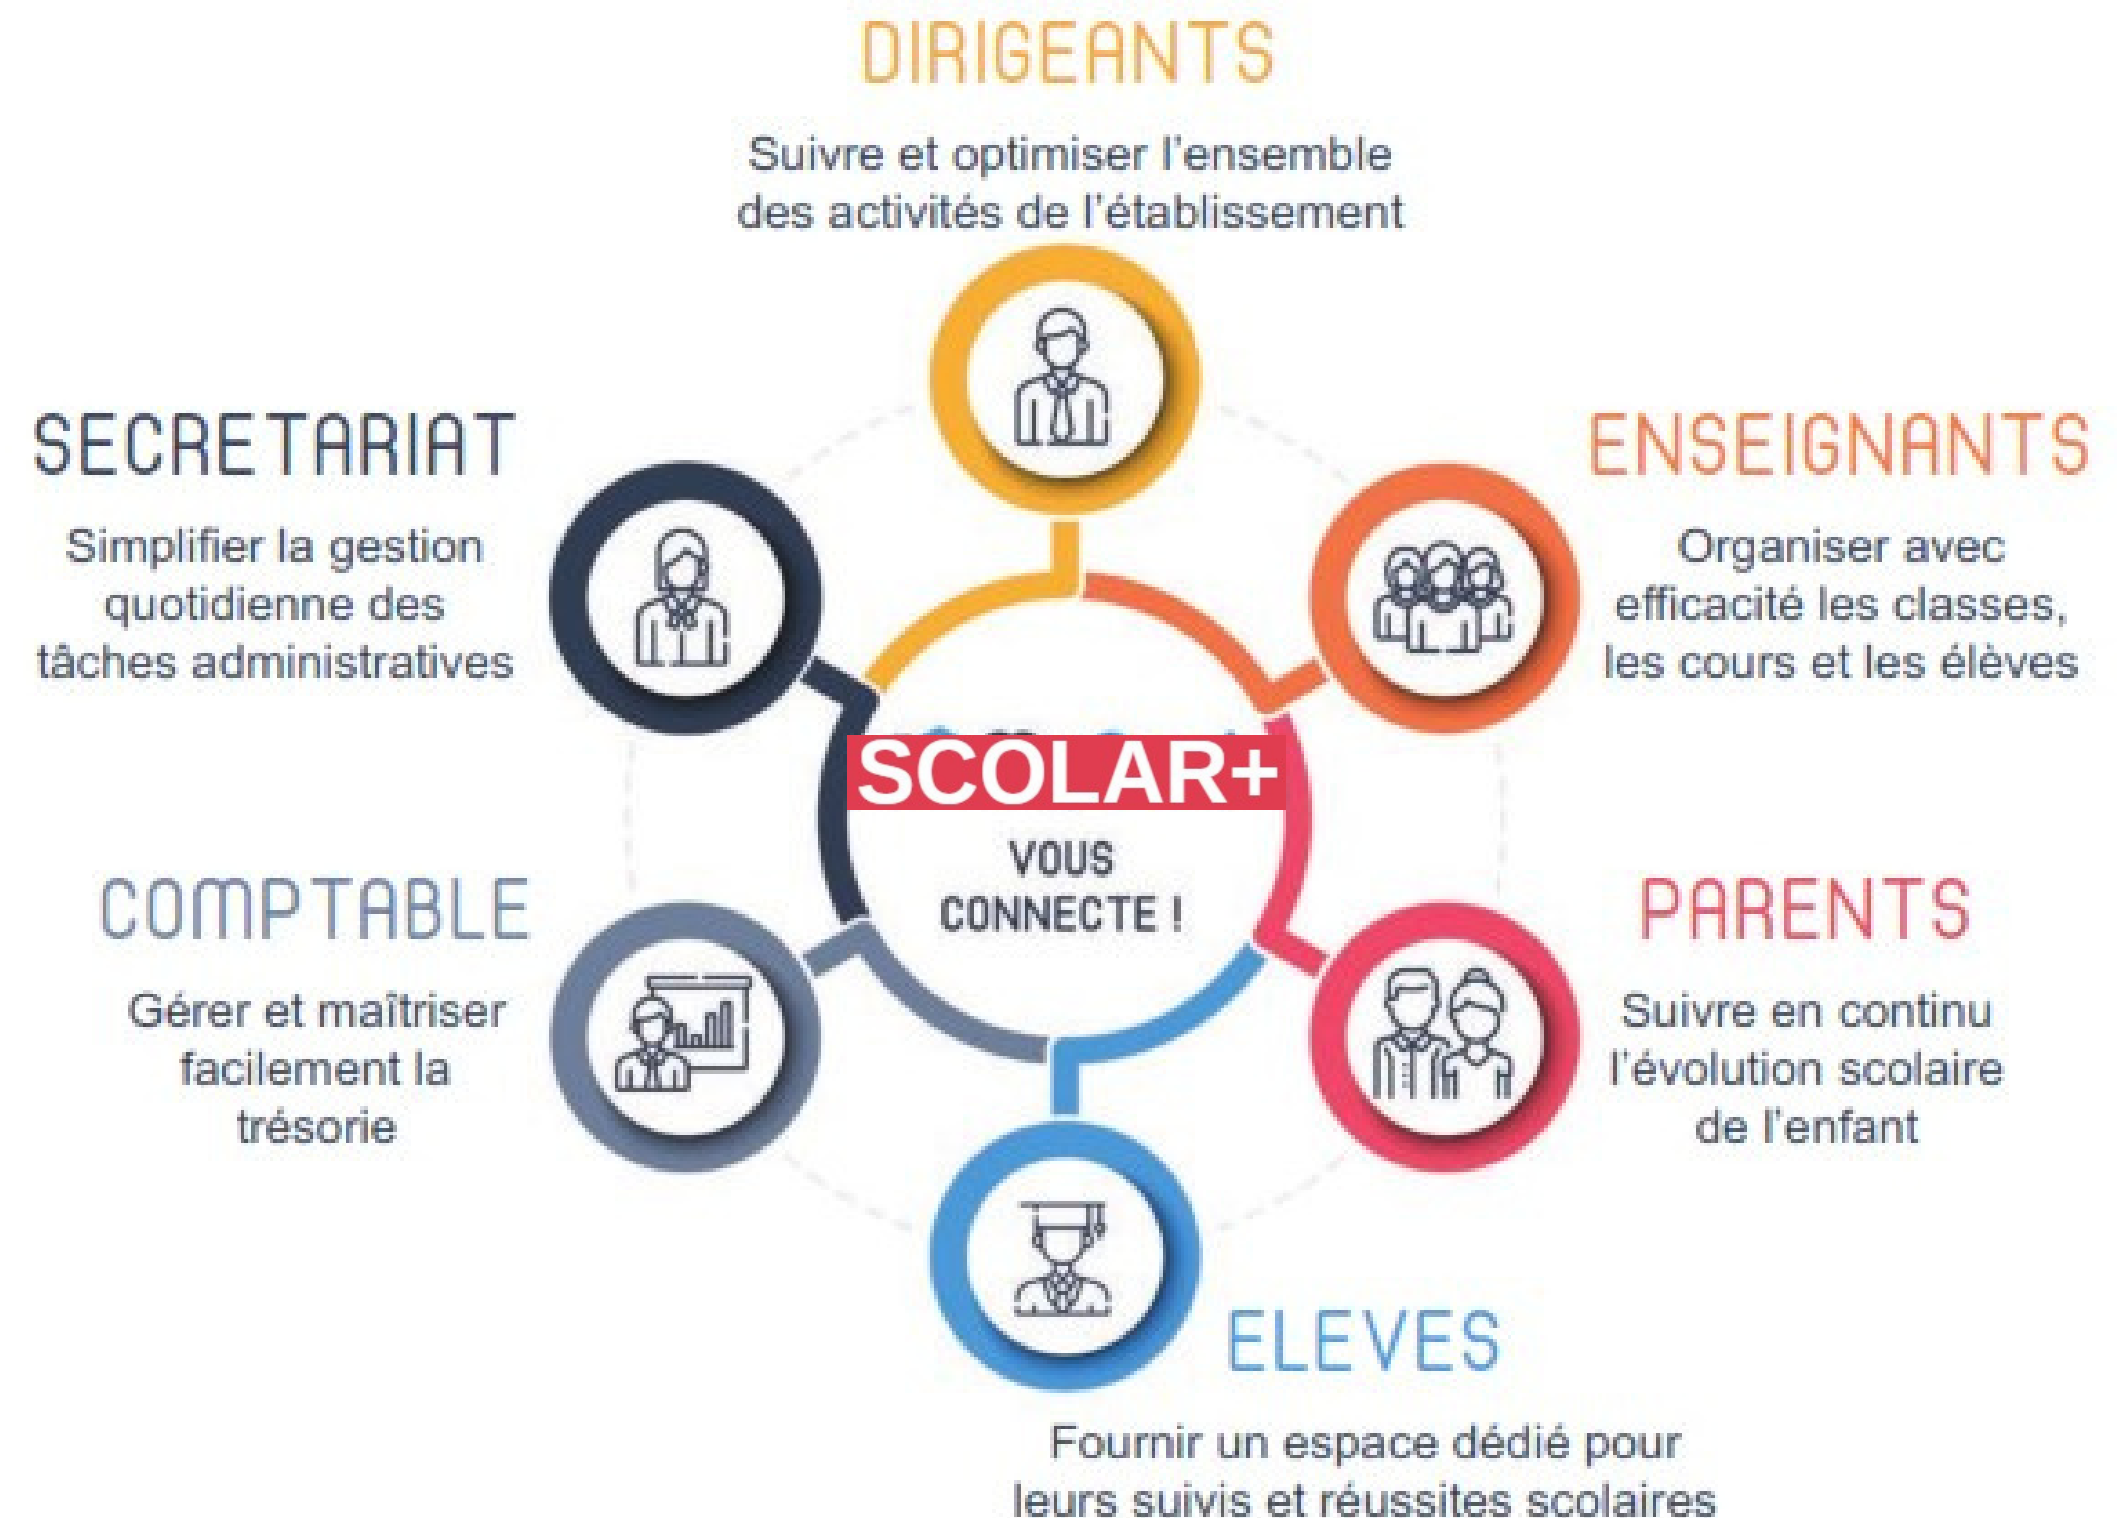 DIRIGEANTS
Suivre et optimiser l'ensemble
des activités de l'établissement
SECRETARIAT
Simplifier la gestion
quotidienne des
tâches administratives
ENSEIGNANTS
Organiser avec
efficacité les classes,
les cours et les élèves
SCOLAR+
VOUS
CONNECTE !
COMPTABLE
Gérer et maîtriser
facilement la
trésorie
PARENTS
Suivre en continu
l'évolution scolaire
de l'enfant
ELEVES
Fournir un espace dédié pour
leurs suivis et réussites scolaires